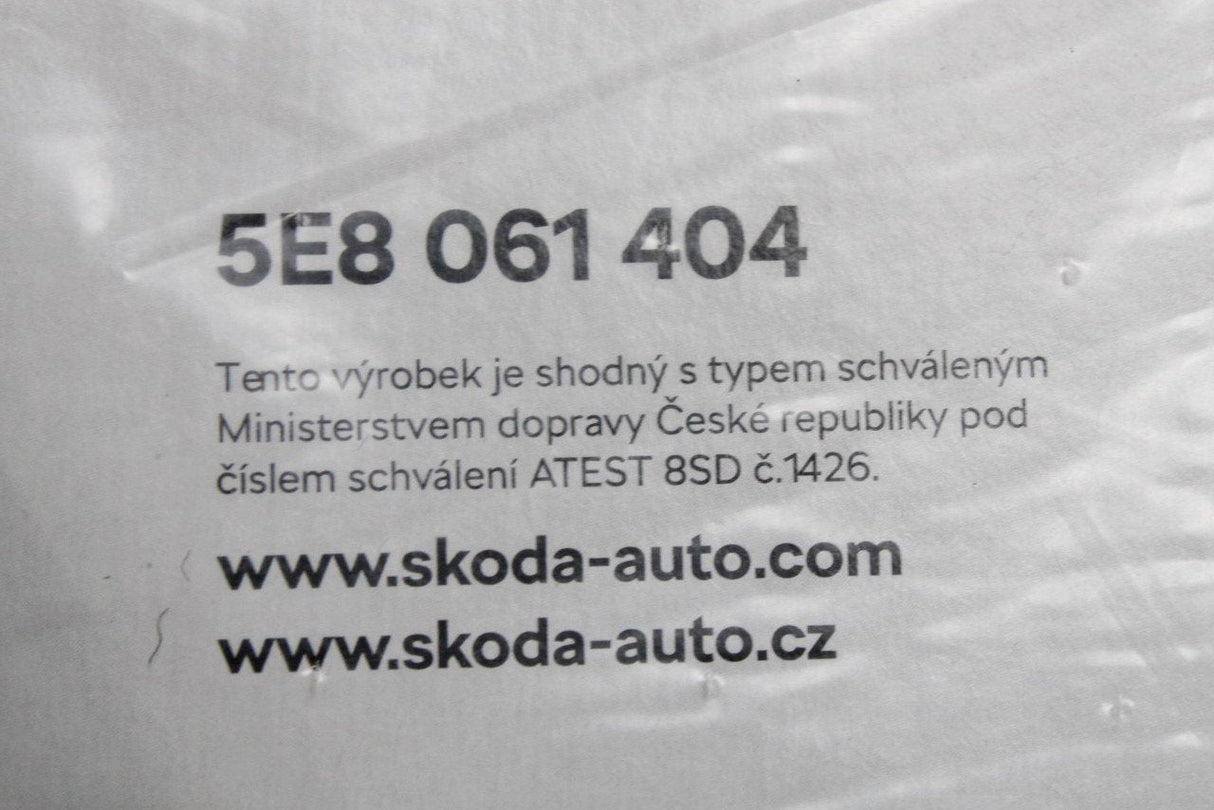 5E8 061 404
Tento výrobek je shodný s typem schváleným
Ministerstvem dopravy České republiky pod
číslem schválení ATEST 8SD č.1426.
www.skoda-auto.com
www.skoda-auto.cz